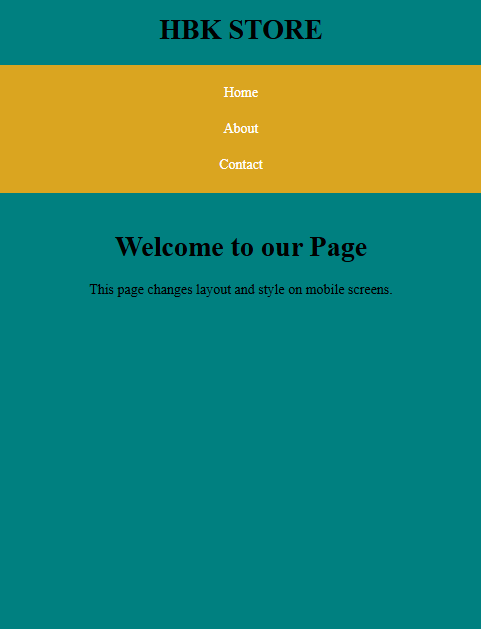 HBK STORE
Home
About
Contact
Welcome to our Page
This page changes layout and style on mobile screens.